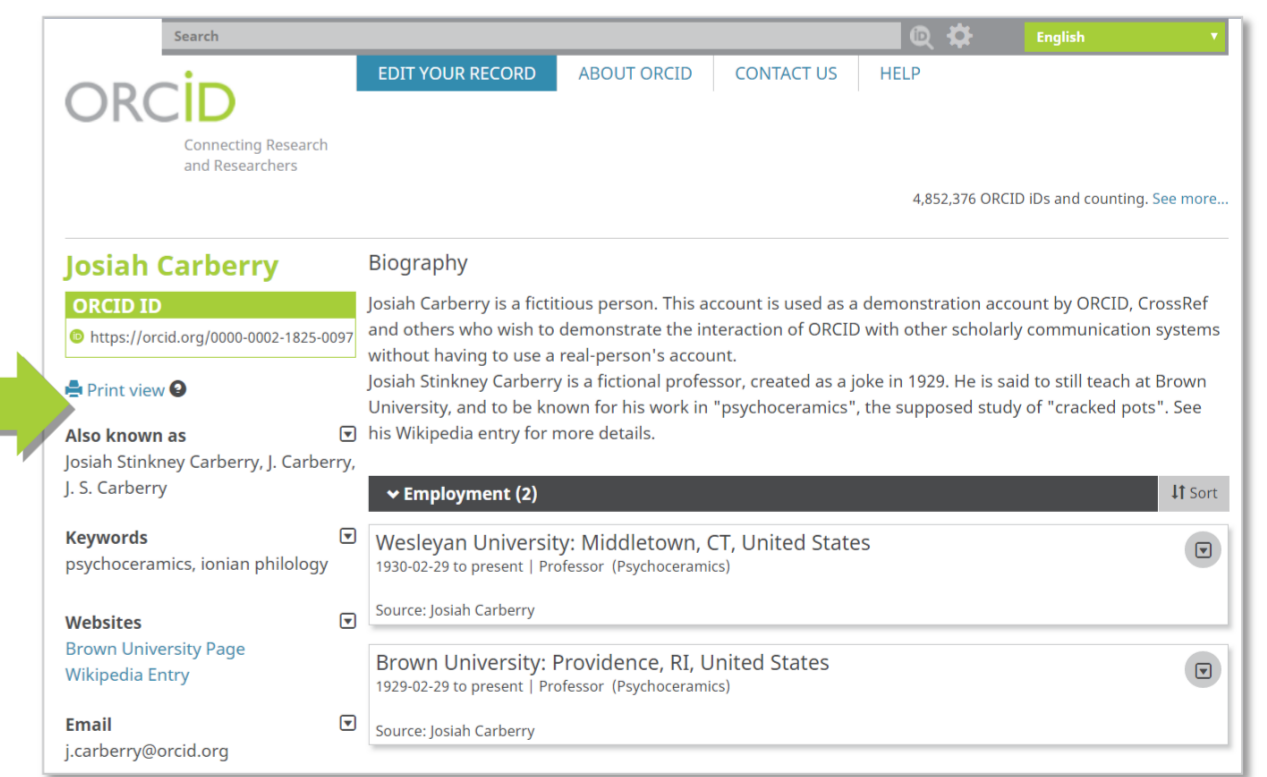 Search
English
EDIT YOUR RECORD
ABOUT ORCID
CONTACT US
HELP
ORCiD
Connecting Research
and Researchers
4,852,376 ORCID iDs and counting. See more...
Josiah Carberry
ORCID ID
iD https://orcid.org/0000-0002-1825-0097
Print view ?
Also known as
Josiah Stinkney Carberry, J. Carberry,
J. S. Carberry
Keywords
psychoceramics, ionian philology
Websites
Brown University Page
Wikipedia Entry
Email
j.carberry@orcid.org
Biography
Josiah Carberry is a fictitious person. This account is used as a demonstration account by ORCID, CrossRef
and others who wish to demonstrate the interaction of ORCID with other scholarly communication systems
without having to use a real-person's account.
Josiah Stinkney Carberry is a fictional professor, created as a joke in 1929. He is said to still teach at Brown
University, and to be known for his work in "psychoceramics", the supposed study of "cracked pots". See
his Wikipedia entry for more details.
Employment (2)
Sort
Wesleyan University: Middletown, CT, United States
1930-02-29 to present | Professor (Psychoceramics)
Source: Josiah Carberry
Brown University: Providence, RI, United States
1929-02-29 to present | Professor (Psychoceramics)
Source: Josiah Carberry